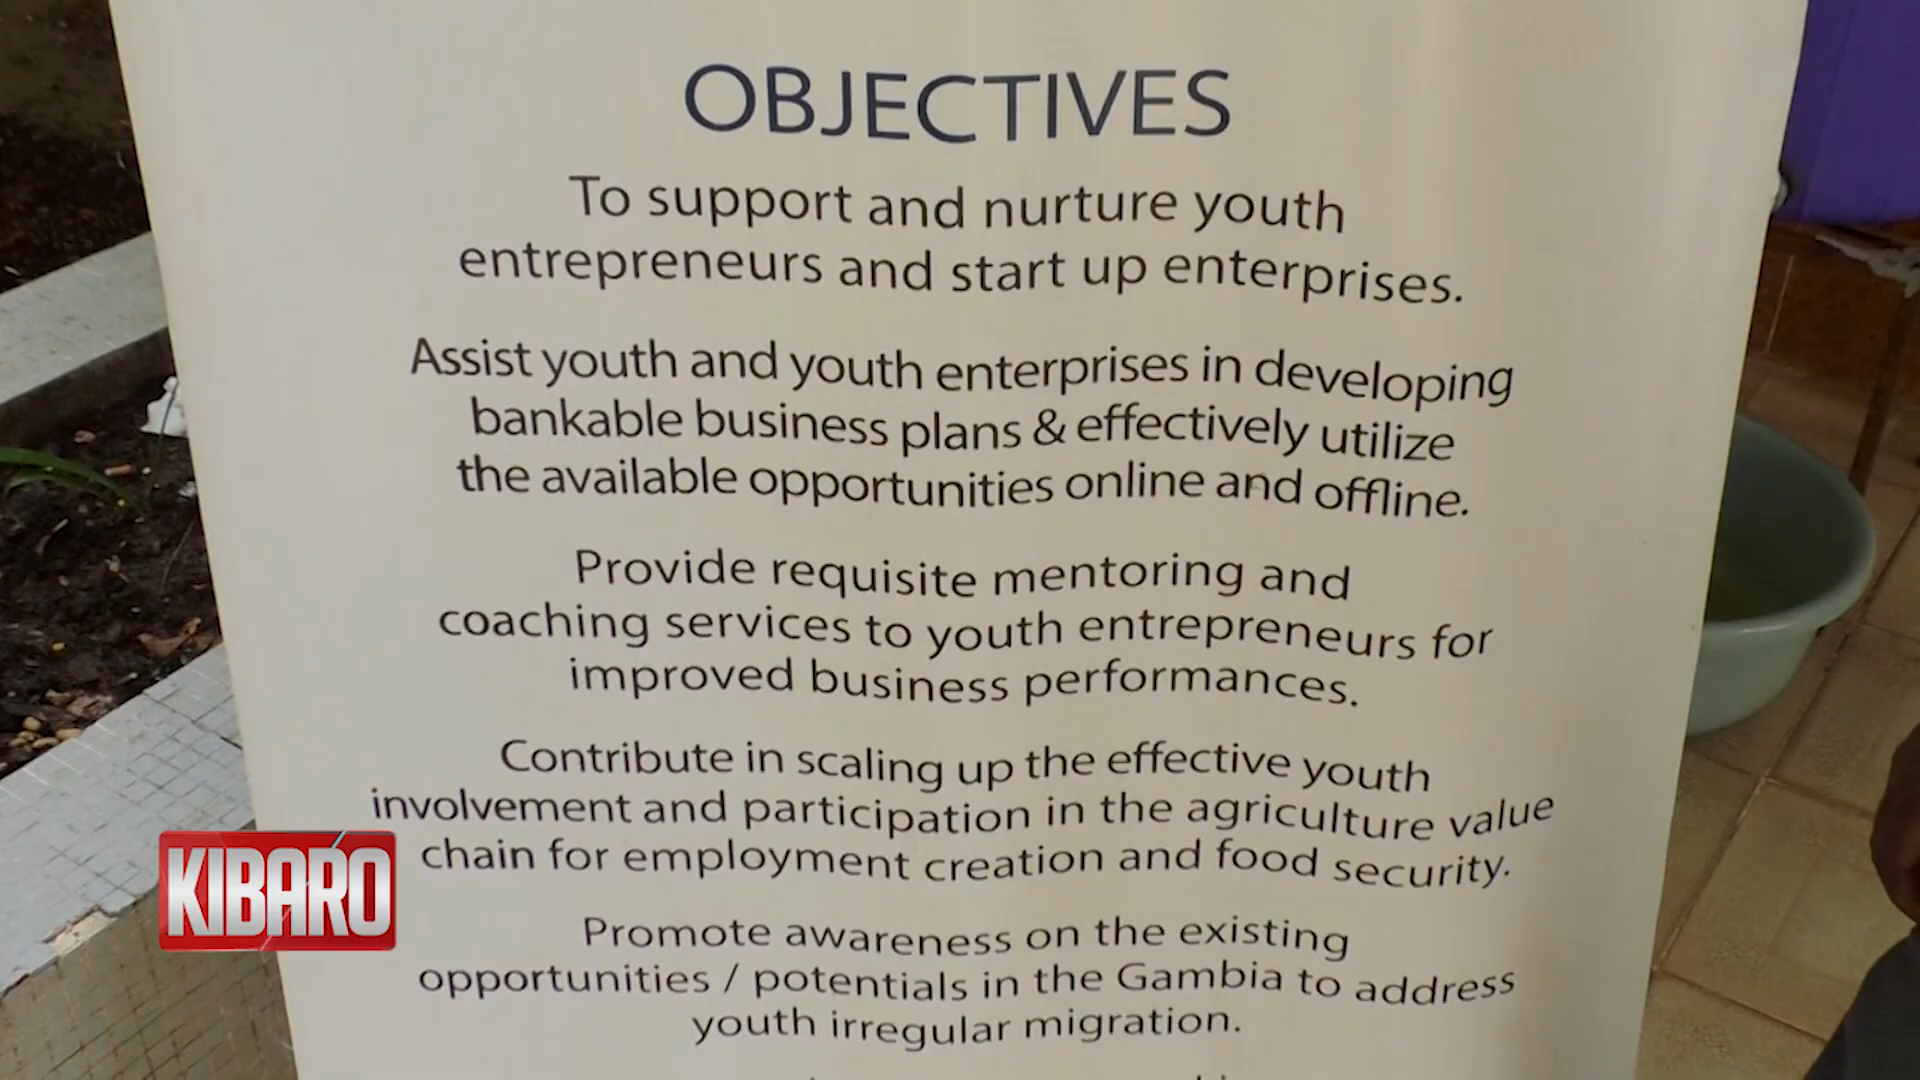 OBJECTIVES
To support and nurture youth
entrepreneurs and start up enterprises.
Assist youth and youth enterprises in developing
bankable business plans & effectively utilize
the available opportunities online and offline.
Provide requisite mentoring and
coaching services to youth entrepreneurs for
improved business performances.
Contribute in scaling up the effective youth
involvement and participation in the agriculture value
chain for employment creation and food security.
Promote awareness on the existing
opportunities / potentials in the Gambia to address
youth irregular migration.
KIBARO